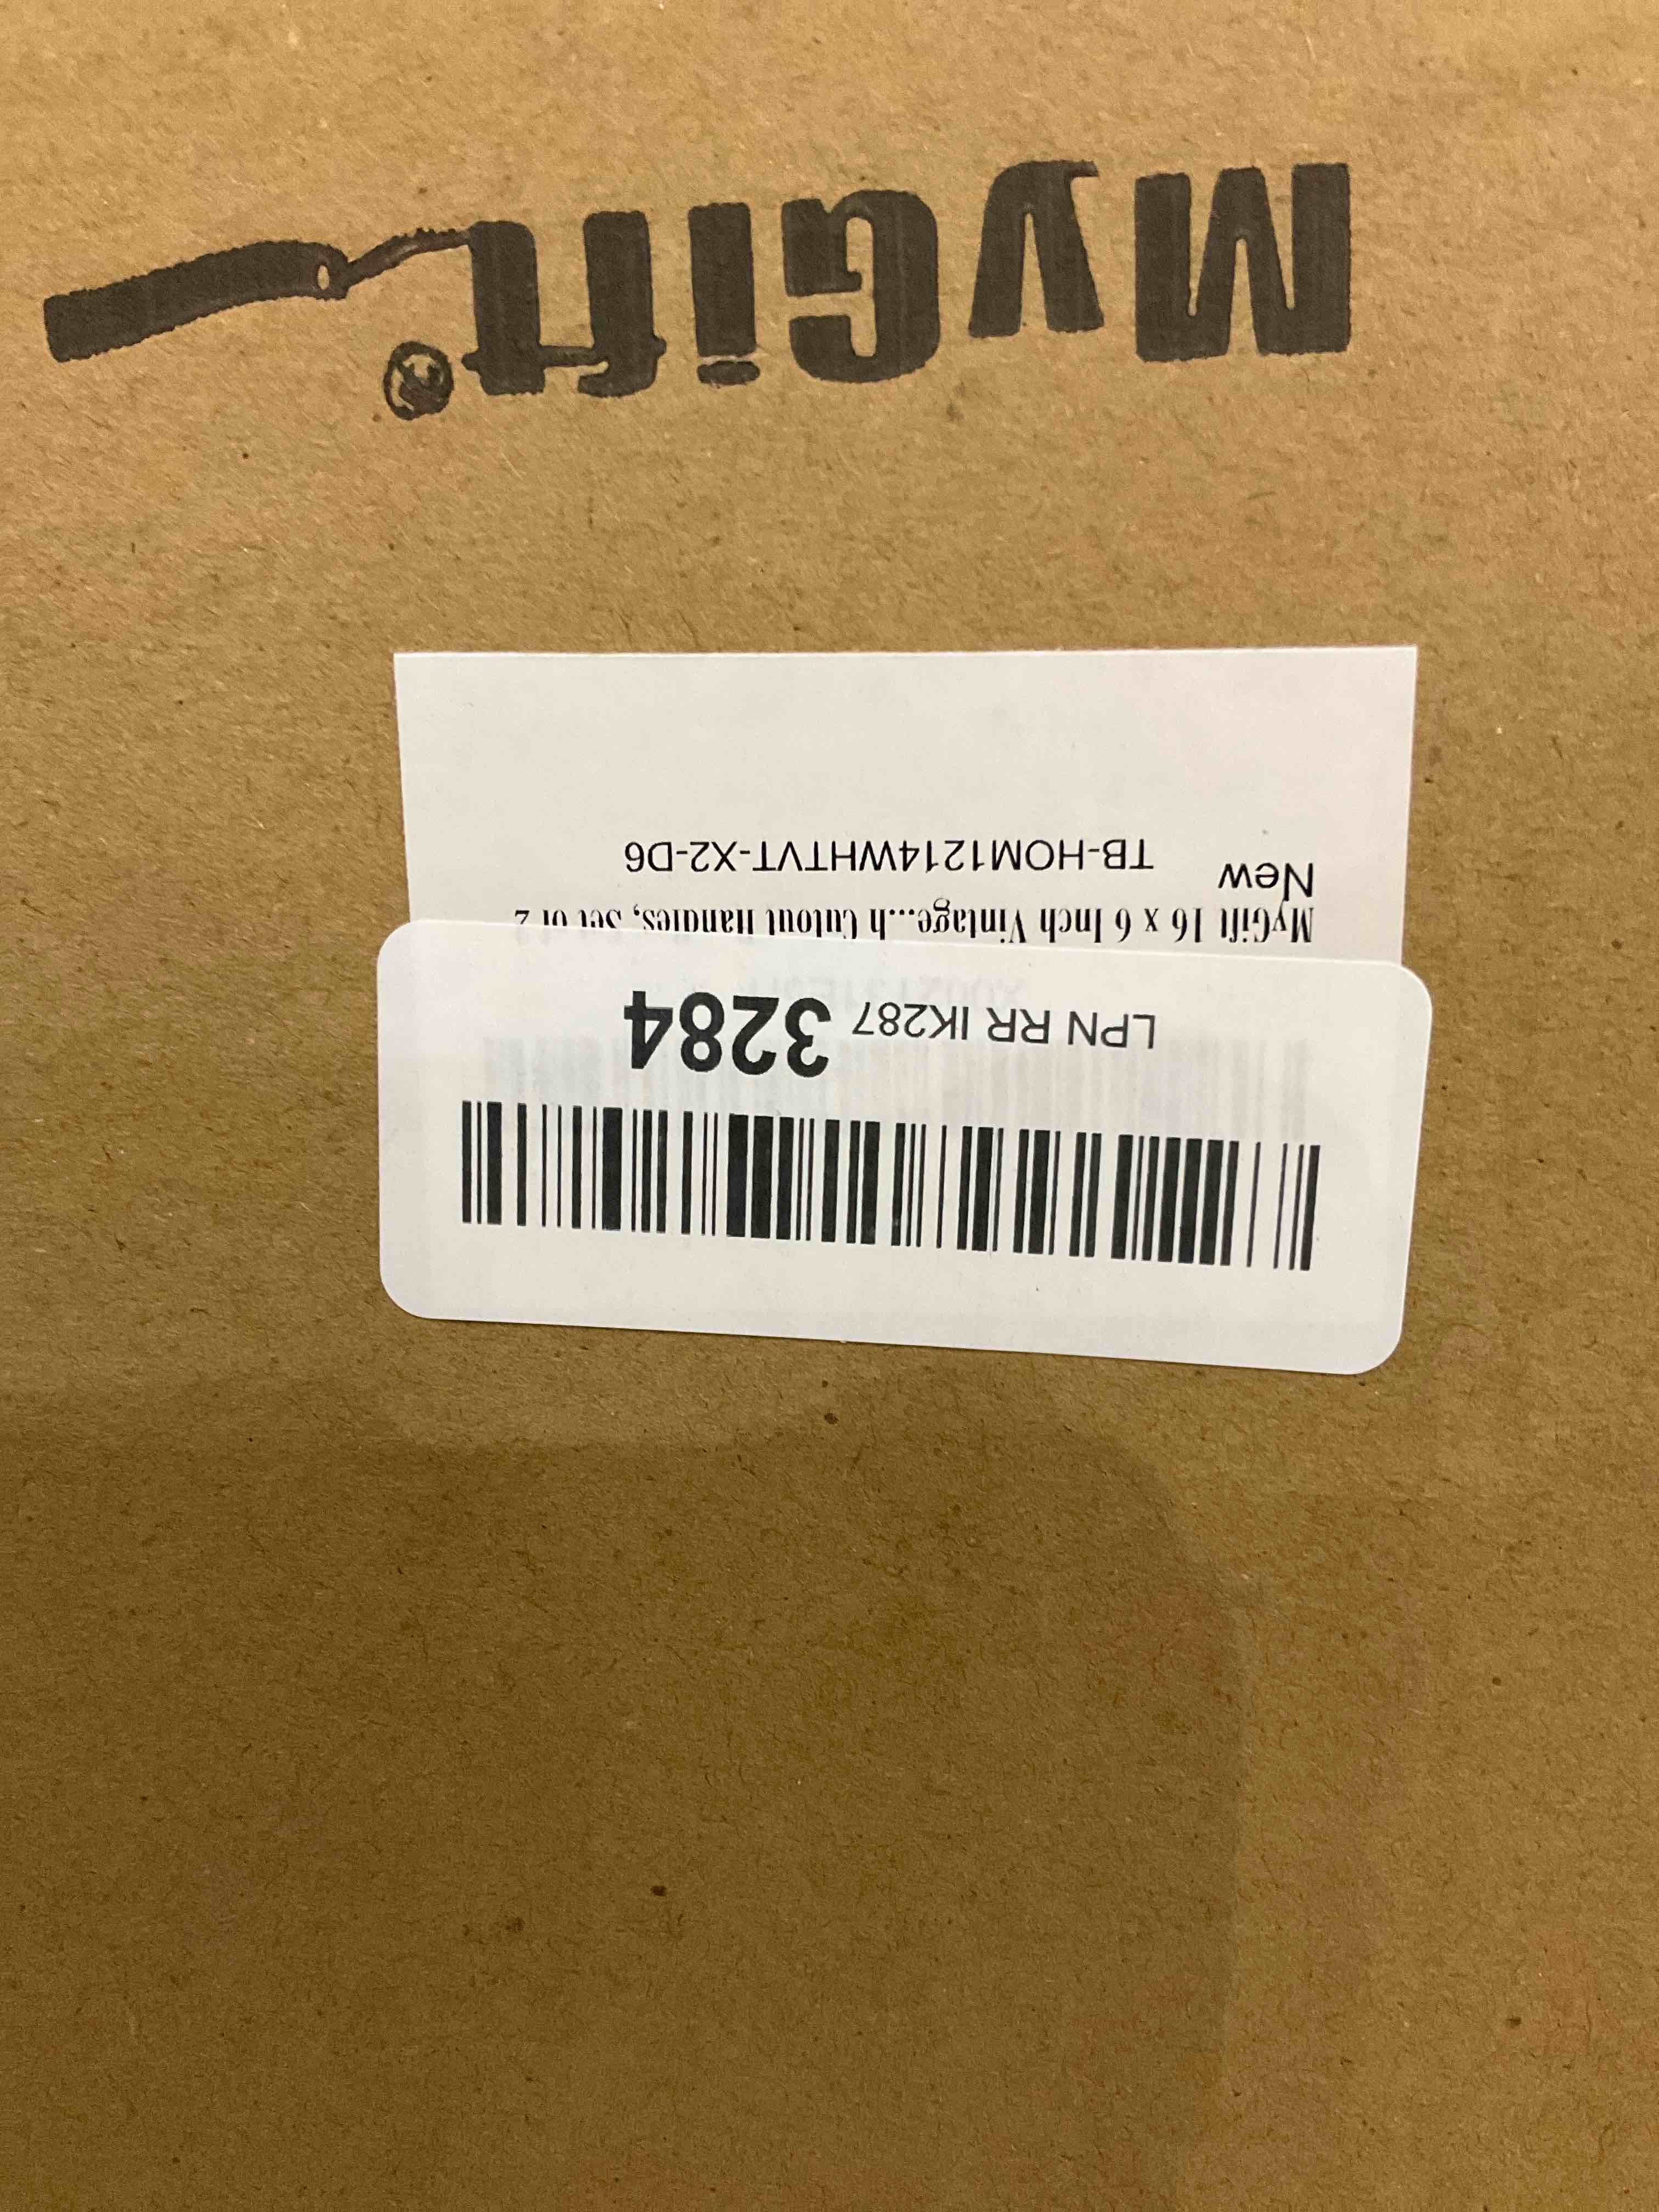 MyGift®
LPN RR IK287 3284
MyGift 16 x 6 Inch Vintage...h Cutout Handles, Set of 2
New
TB-HOM1214WHTVT-X2-D6